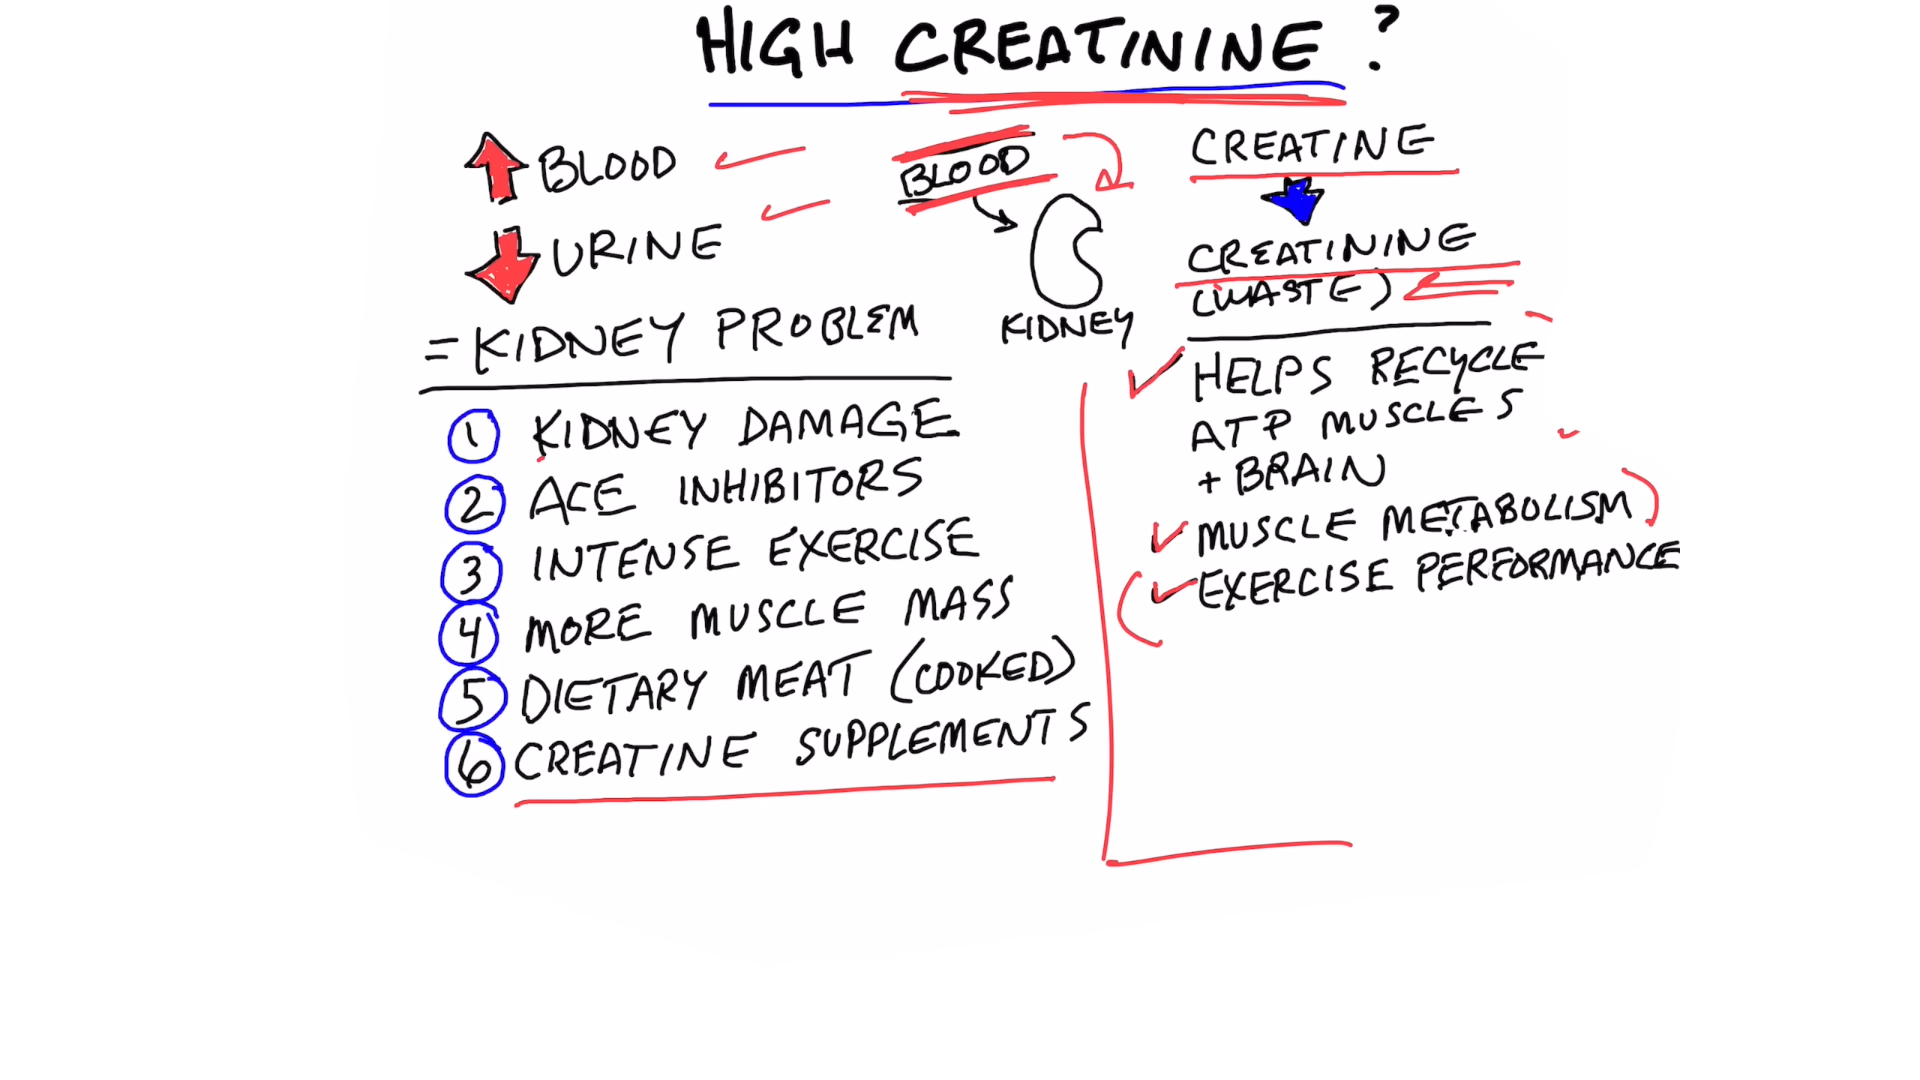 HIGH CREATININE ?
BLOOD
URINE
= KIDNEY PROBLEM
BLOOD
KIDNEY
CREATINE
CREATININE
(WASTE)
HELPS RECYCLE
ATP MUSCLES
+ BRAIN
MUSCLE METABOLISM
EXERCISE PERFORMANCE
1 KIDNEY DAMAGE
2 ACE INHIBITORS
3 INTENSE EXERCISE
4 MORE MUSCLE MASS
5 DIETARY MEAT (COOKED)
6 CREATINE SUPPLEMENTS